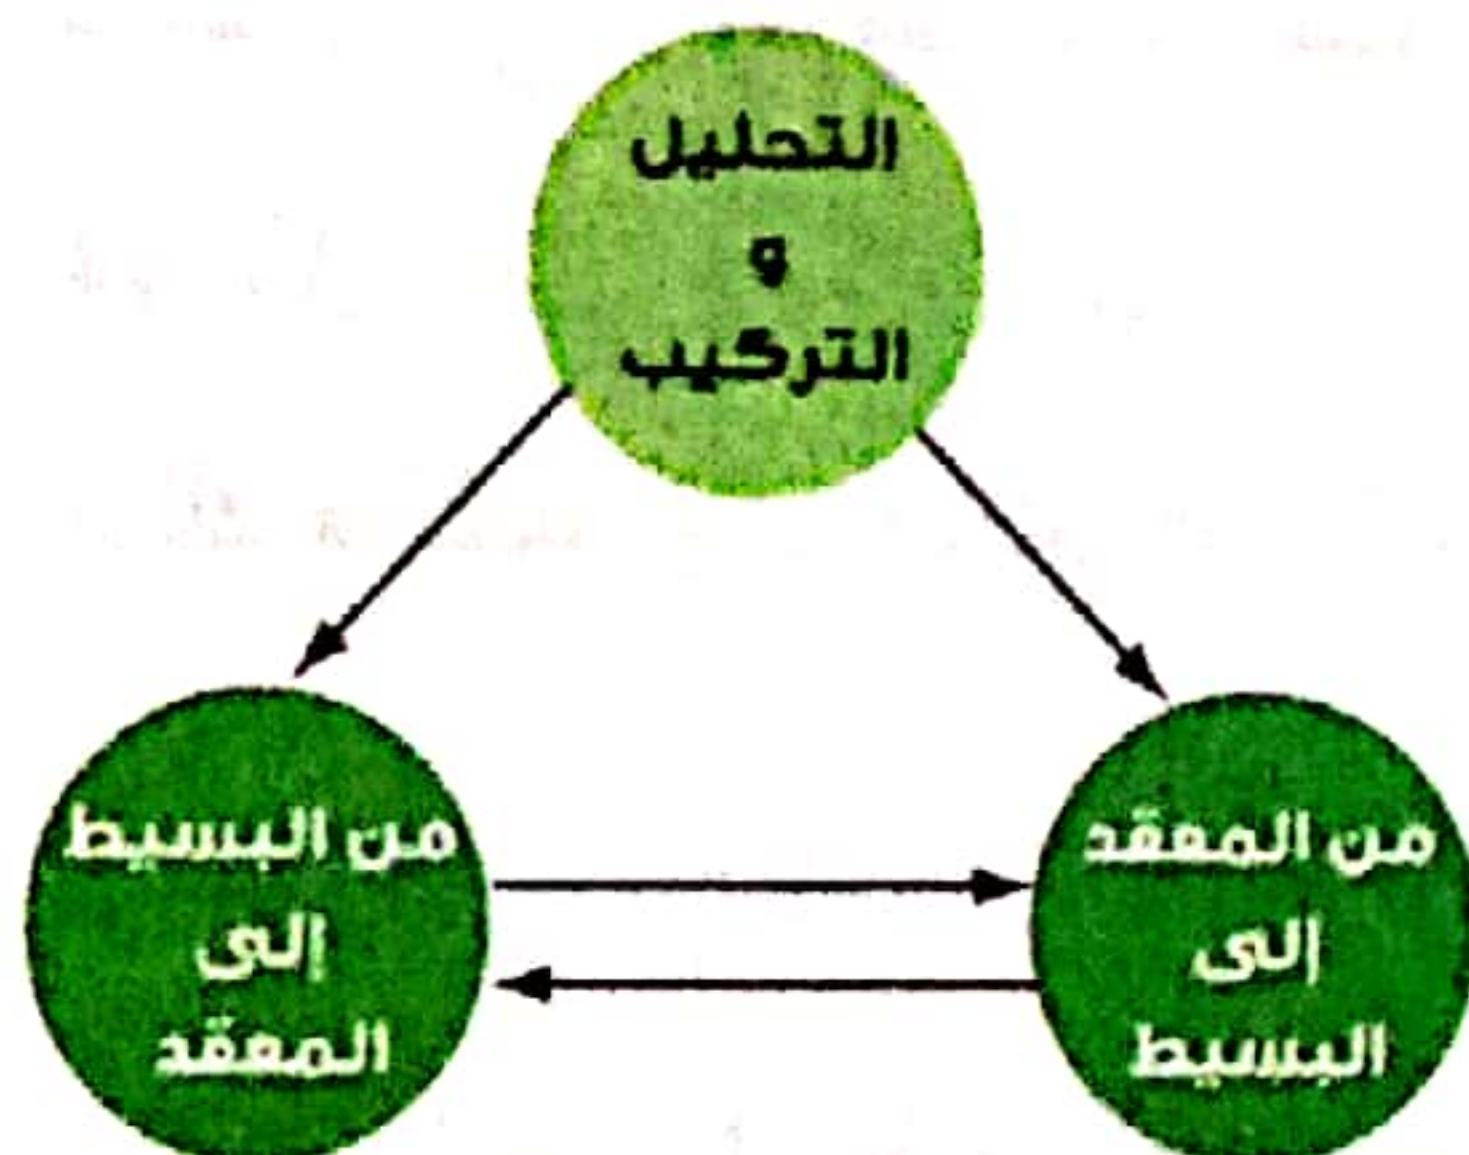 التحليل
و
التركيب
من المعقد
إلى
البسيط
من البسيط
إلى
المعقد